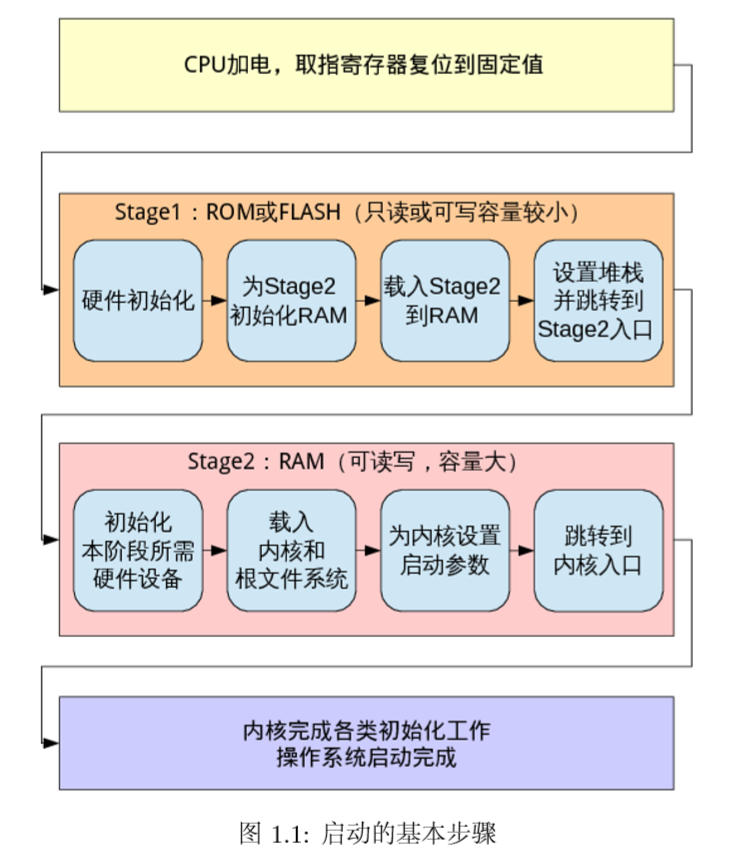 CPU加电，取指寄存器复位到固定值
Stage1：ROM或FLASH（只读或可写容量较小）
硬件初始化
为Stage2
初始化RAM
载入Stage2
到RAM
设置堆栈
并跳转到
Stage2入口
Stage2：RAM（可读写，容量大）
初始化
本阶段所需
硬件设备
载入
内核和
根文件系统
为内核设置
启动参数
跳转到
内核入口
内核完成各类初始化工作
操作系统启动完成
图 1.1: 启动的基本步骤